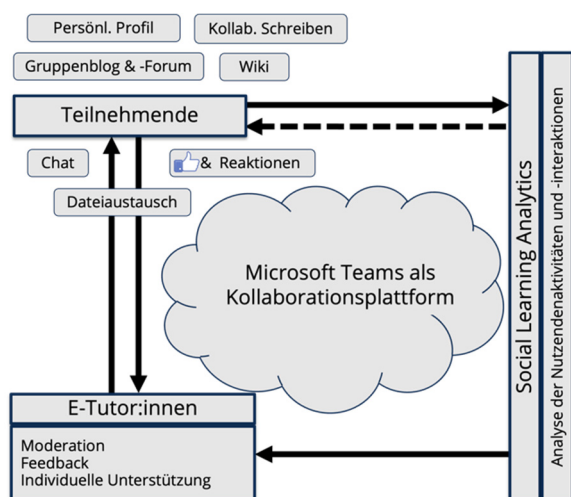 Persönl. Profil
Kollab. Schreiben
Gruppenblog & -Forum
Wiki
Teilnehmende
Chat
& Reaktionen
Dateiaustausch
Microsoft Teams als
Kollaborationsplattform
E-Tutor:innen
Moderation
Feedback
Individuelle Unterstützung
Social Learning Analytics
Analyse der Nutzendenaktivitäten und -interaktionen